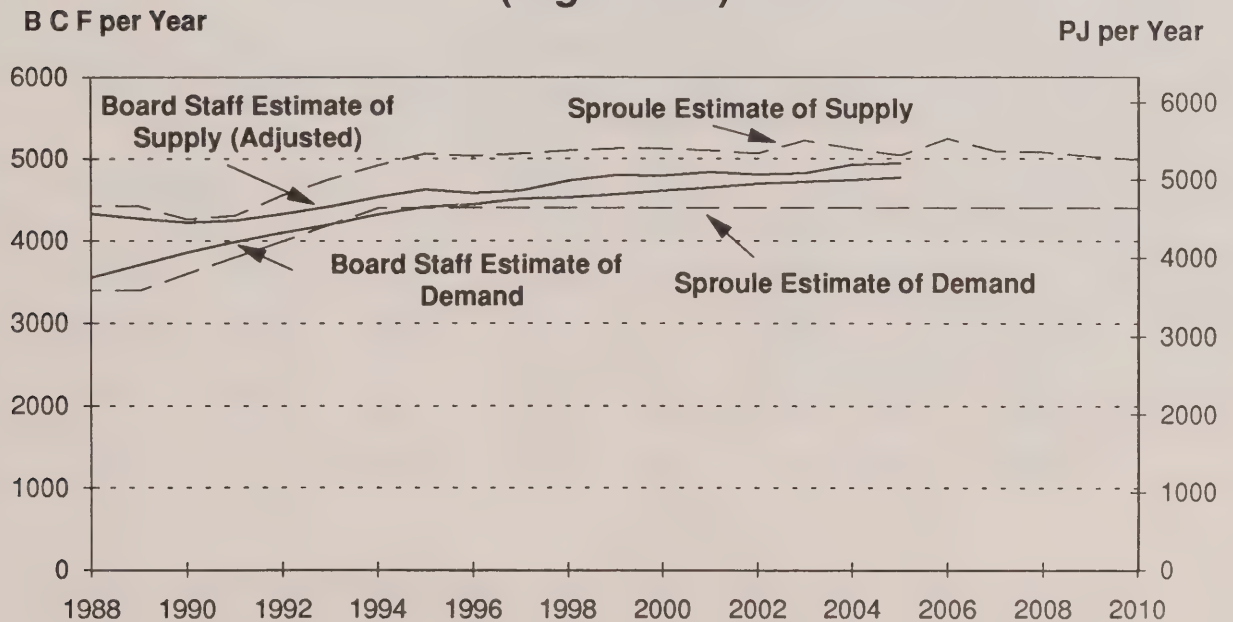 B C F per Year
PJ per Year
6000
5000
4000
3000
2000
1000
0
6000
5000
4000
3000
2000
1000
0
Board Staff Estimate of
Supply (Adjusted)
Sproule Estimate of Supply
Board Staff Estimate of
Demand
Sproule Estimate of Demand
1988 1990 1992 1994 1996 1998 2000 2002 2004 2006 2008 2010